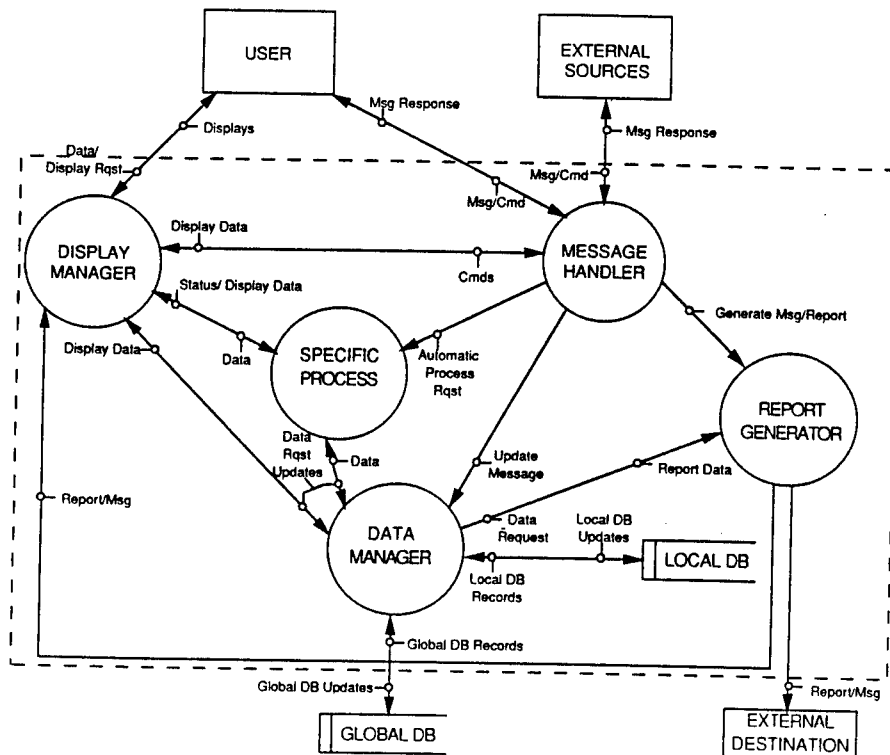 USER
EXTERNAL
SOURCES
Msg Response
Displays
Msg Response
Data/
Display Rqst
Msg/Cmd
Msg/Cmd
DISPLAY
MANAGER
Display Data
Cmds
MESSAGE
HANDLER
Status/ Display Data
Generate Msg/Report
Display Data
Data
SPECIFIC
PROCESS
Automatic
Process
Rqst
REPORT
GENERATOR
Data
Rqst
Updates
Data
Update
Message
Report Data
Report/Msg
DATA
MANAGER
Data
Request
Local DB
Updates
LOCAL DB
Local DB
Records
Global DB Records
Global DB Updates
Report/Msg
GLOBAL DB
EXTERNAL
DESTINATION